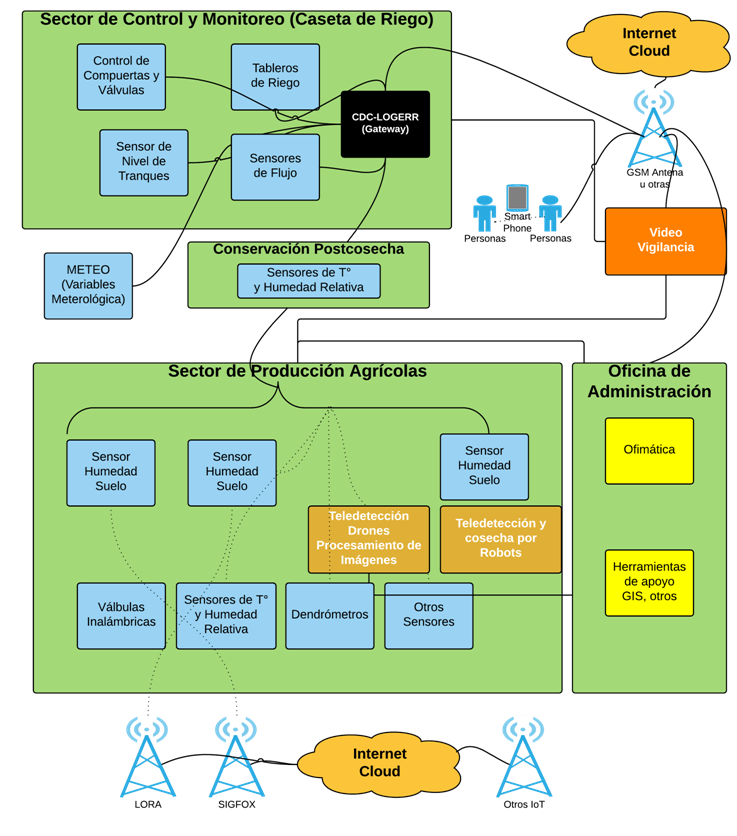 Sector de Control y Monitoreo (Caseta de Riego)
Internet
Cloud
Control de
Compuertas y
Válvulas
Tableros
de Riego
CDC-LOGERR
(Gateway)
Sensor de
Nivel de
Tranques
Sensores
de Flujo
GSM Antena
u otras
Smart
Phone
Personas
Personas
Video
Vigilancia
Conservación Postcosecha
Sensores de T°
y Humedad Relativa
METEO
(Variables
Meterológica)
Sector de Producción Agrícolas
Oficina de
Administración
Sensor
Humedad
Suelo
Sensor
Humedad
Suelo
Sensor
Humedad
Suelo
Ofimática
Teledetección
Drones
Procesamiento de
Imágenes
Teledetección y
cosecha por
Robots
Herramientas
de apoyo
GIS, otros
Válbulas
Inalámbricas
Sensores de T°
y Humedad
Relativa
Dendrómetros
Otros
Sensores
Internet
Cloud
LORA
SIGFOX
Otros IoT